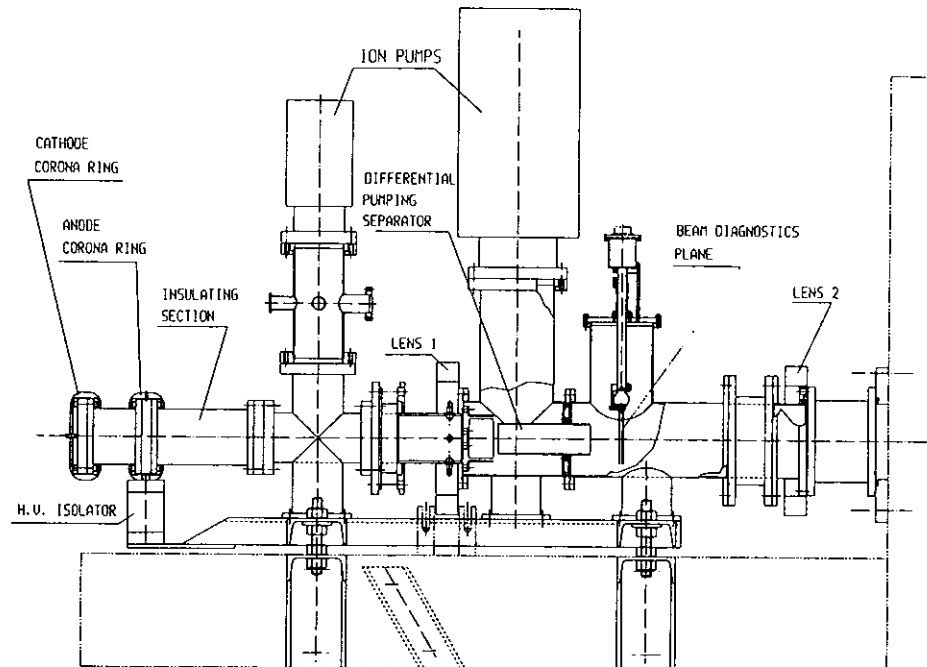 ION PUMPS
CATHODE
CORONA RING
ANODE
CORONA RING
INSULATING
SECTION
DIFFERENTIAL
PUMPING
SEPARATOR
BEAM DIAGNOSTICS
PLANE
LENS 2
LENS 1
H.V. ISOLATOR